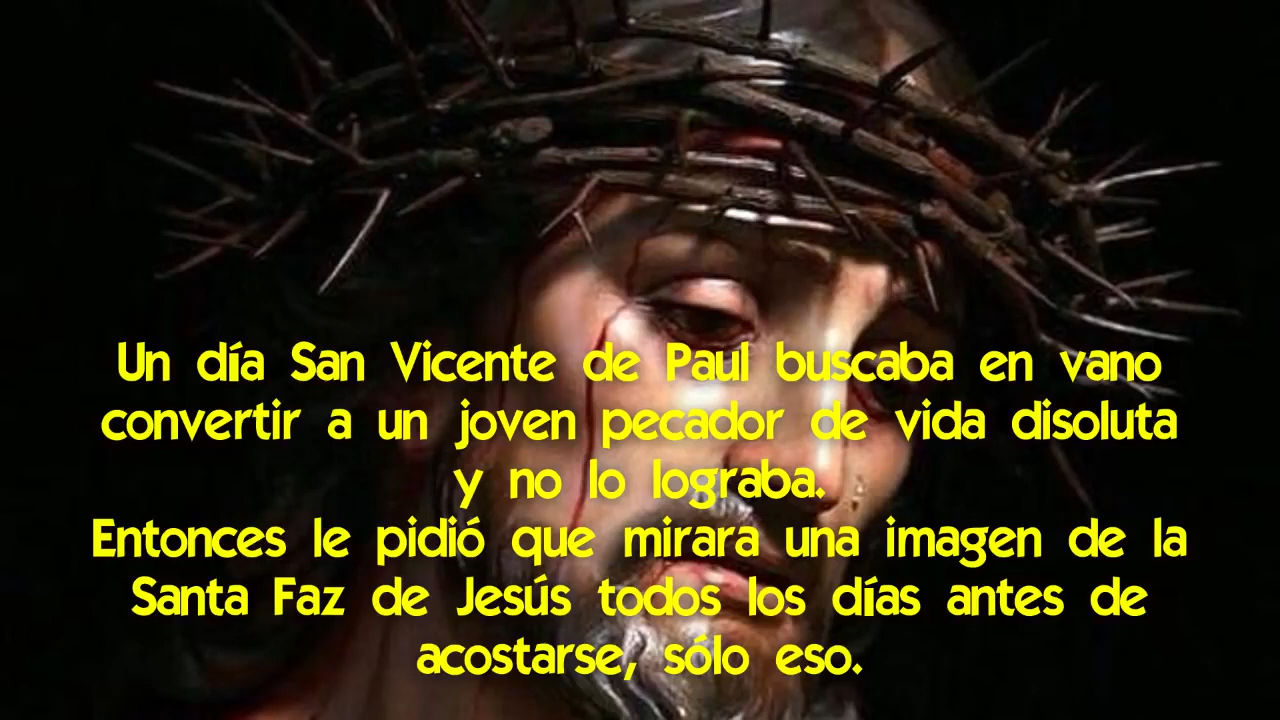 Un día San Vicente de Paul buscaba en vano
convertir a un joven pecador de vida disoluta
y no lo lograba.
Entonces le pidió que mirara una imagen de la
Santa Faz de Jesús todos los días antes de
acostarse, sólo eso.